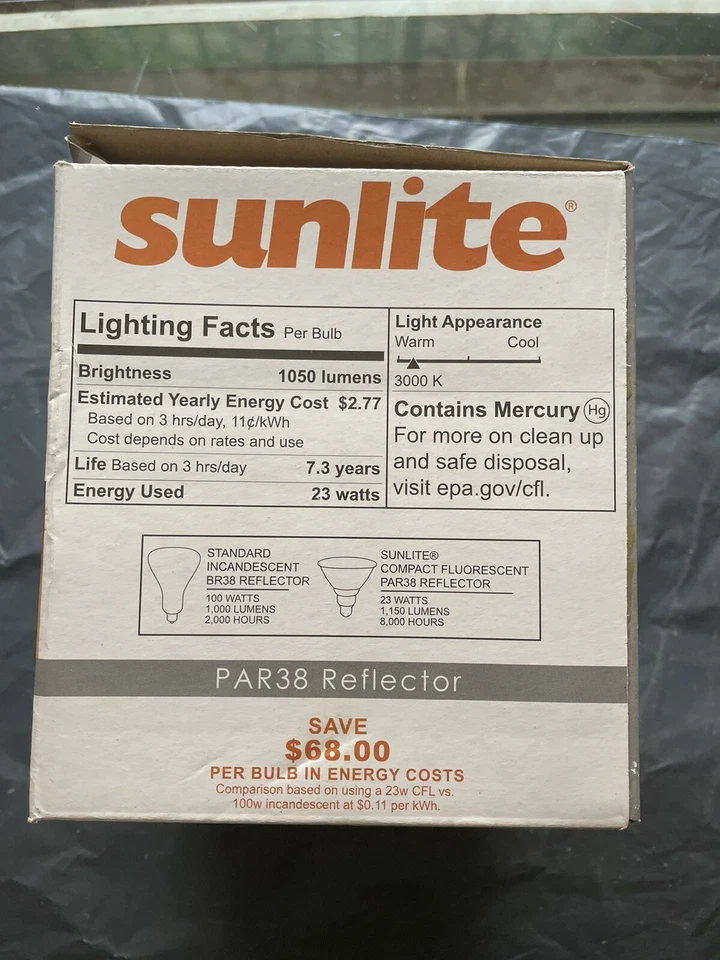 sunlite®
Lighting Facts Per Bulb
Brightness 1050 lumens
Estimated Yearly Energy Cost $2.77
Based on 3 hrs/day, 11¢/kWh
Cost depends on rates and use
Life Based on 3 hrs/day 7.3 years
Energy Used 23 watts
Light Appearance
Warm Cool
3000 K
Contains Mercury Hg
For more on clean up
and safe disposal,
visit epa.gov/cfl.
STANDARD
INCANDESCENT
BR38 REFLECTOR
100 WATTS
1,000 LUMENS
2,000 HOURS
SUNLITE®
COMPACT FLUORESCENT
PAR38 REFLECTOR
23 WATTS
1,150 LUMENS
8,000 HOURS
PAR38 Reflector
SAVE
$68.00
PER BULB IN ENERGY COSTS
Comparison based on using a 23w CFL vs.
100w incandescent at $0.11 per kWh.